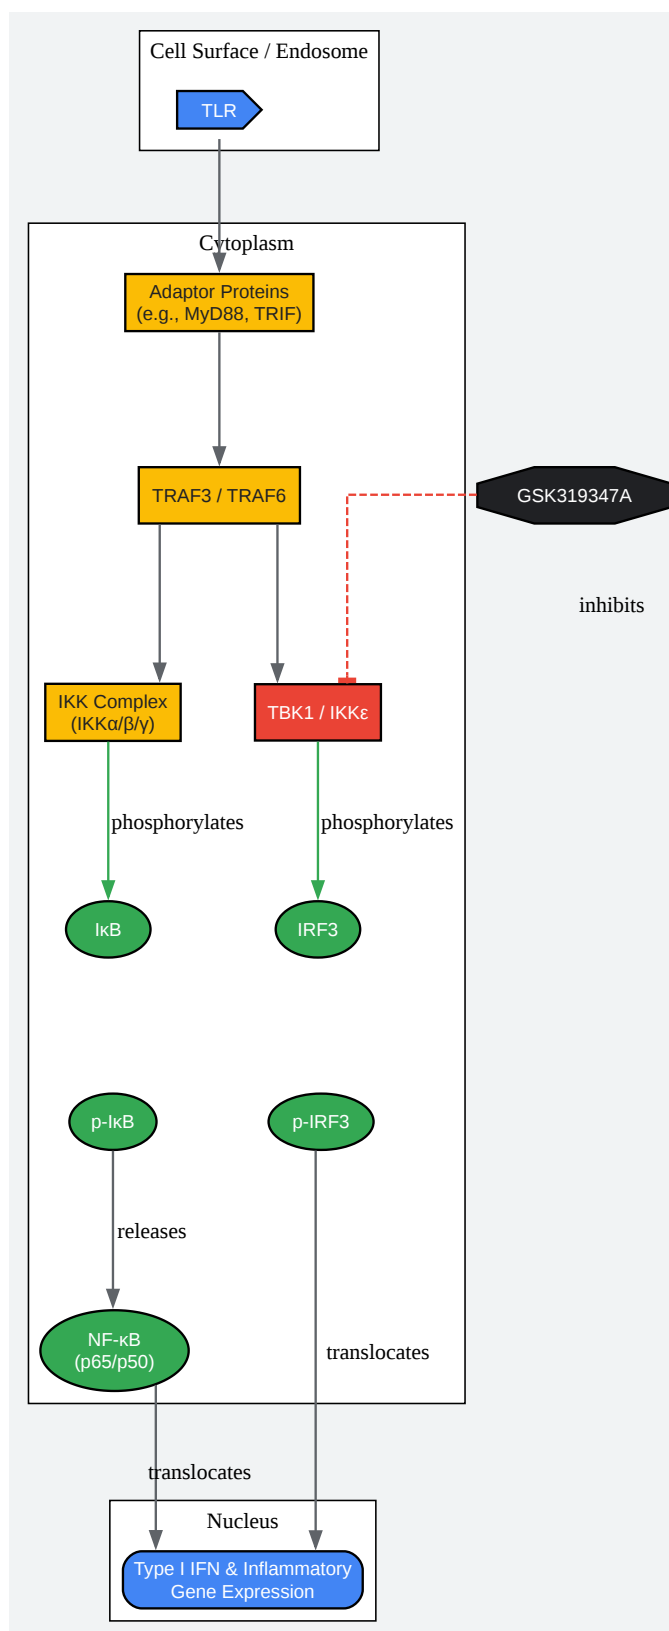 Cell Surface / Endosome
TLR
Cytoplasm
Adaptor Proteins
(e.g., MyD88, TRIF)
TRAF3 / TRAF6
GSK319347A
inhibits
IKK Complex
(IKKα/β/γ)
TBK1 / IKKε
phosphorylates
phosphorylates
IκB
IRF3
p-IκB
p-IRF3
releases
NF-κB
(p65/p50)
translocates
translocates
Nucleus
Type I IFN & Inflammatory
Gene Expression